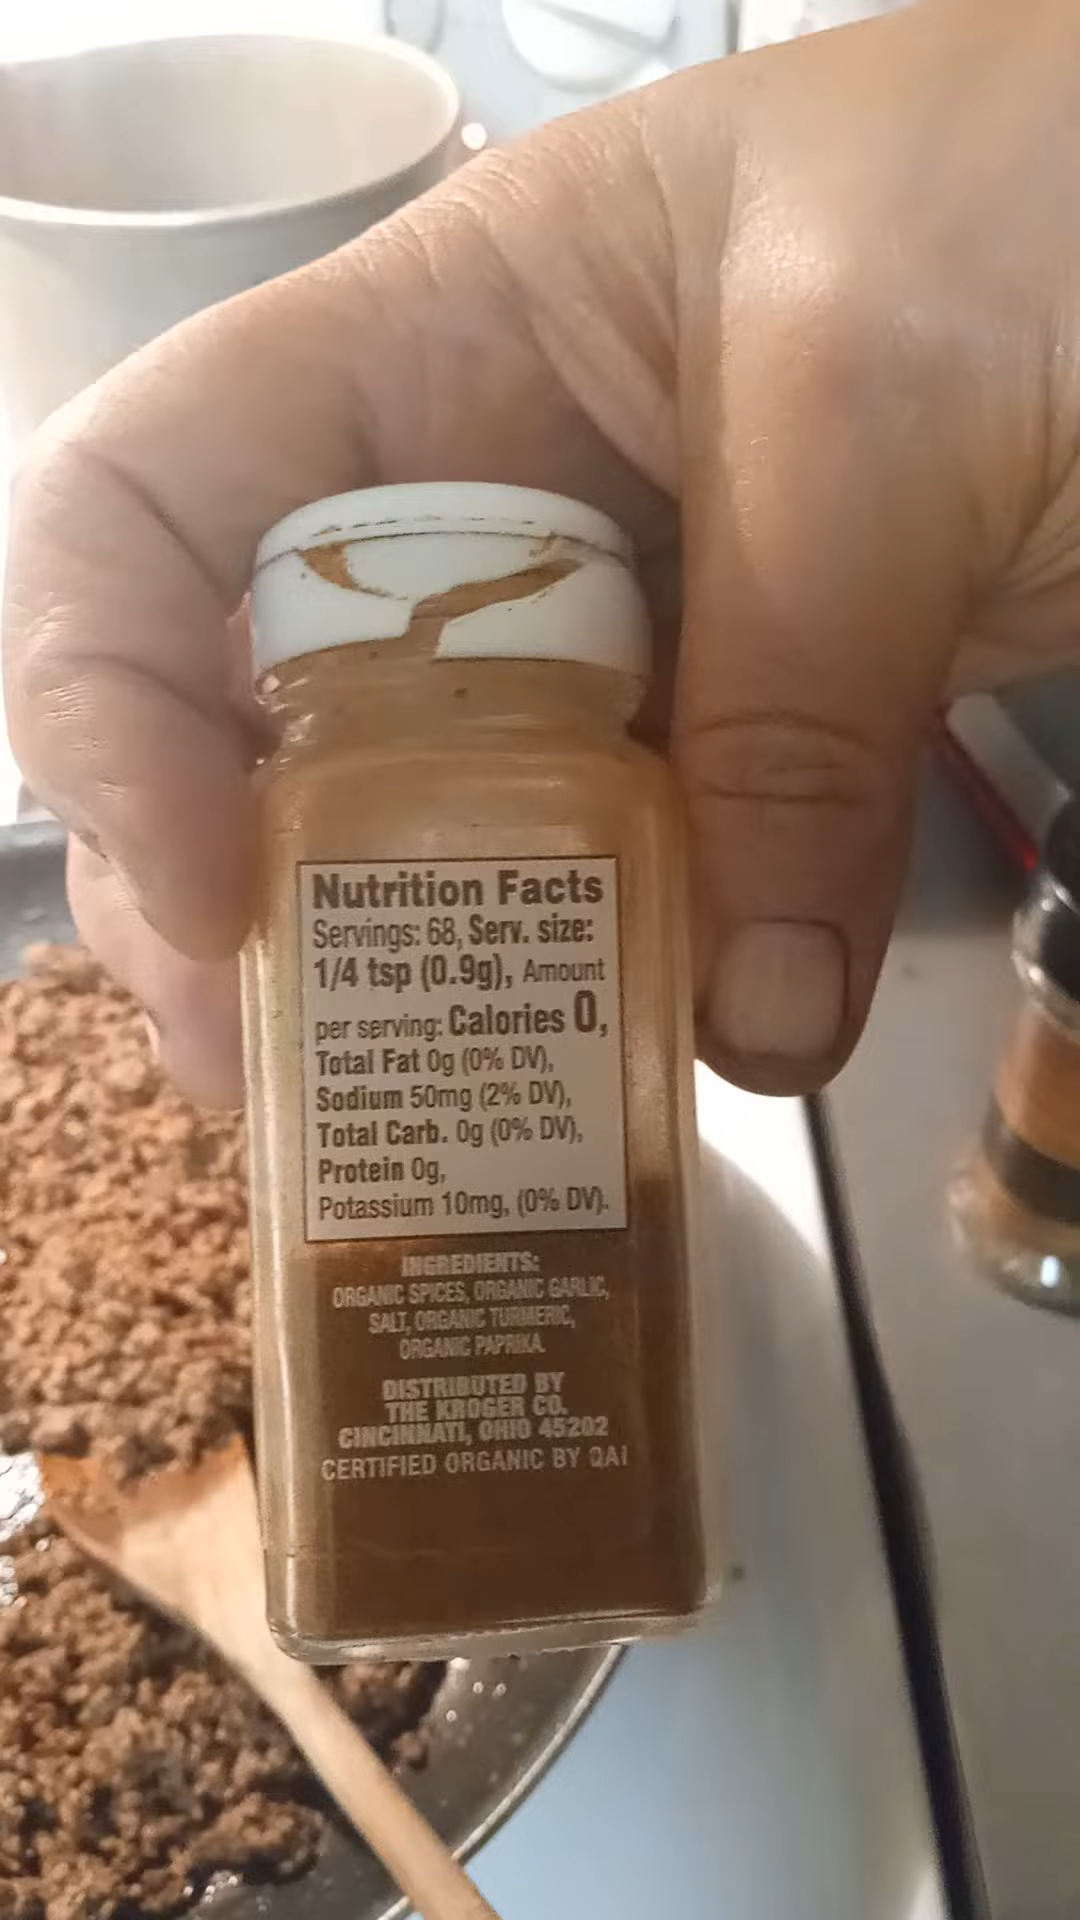 Nutrition Facts
Servings: 68, Serv. size:
1/4 tsp (0.9g), Amount
per serving: Calories 0,
Total Fat 0g (0% DV),
Sodium 50mg (2% DV),
Total Carb. 0g (0% DV),
Protein 0g,
Potassium 10mg, (0% DV).
INGREDIENTS:
ORGANIC SPICES, ORGANIC GARLIC,
SALT, ORGANIC TURMERIC,
ORGANIC PAPRIKA.
DISTRIBUTED BY
THE KROGER CO.
CINCINNATI, OHIO 45202
CERTIFIED ORGANIC BY QAI